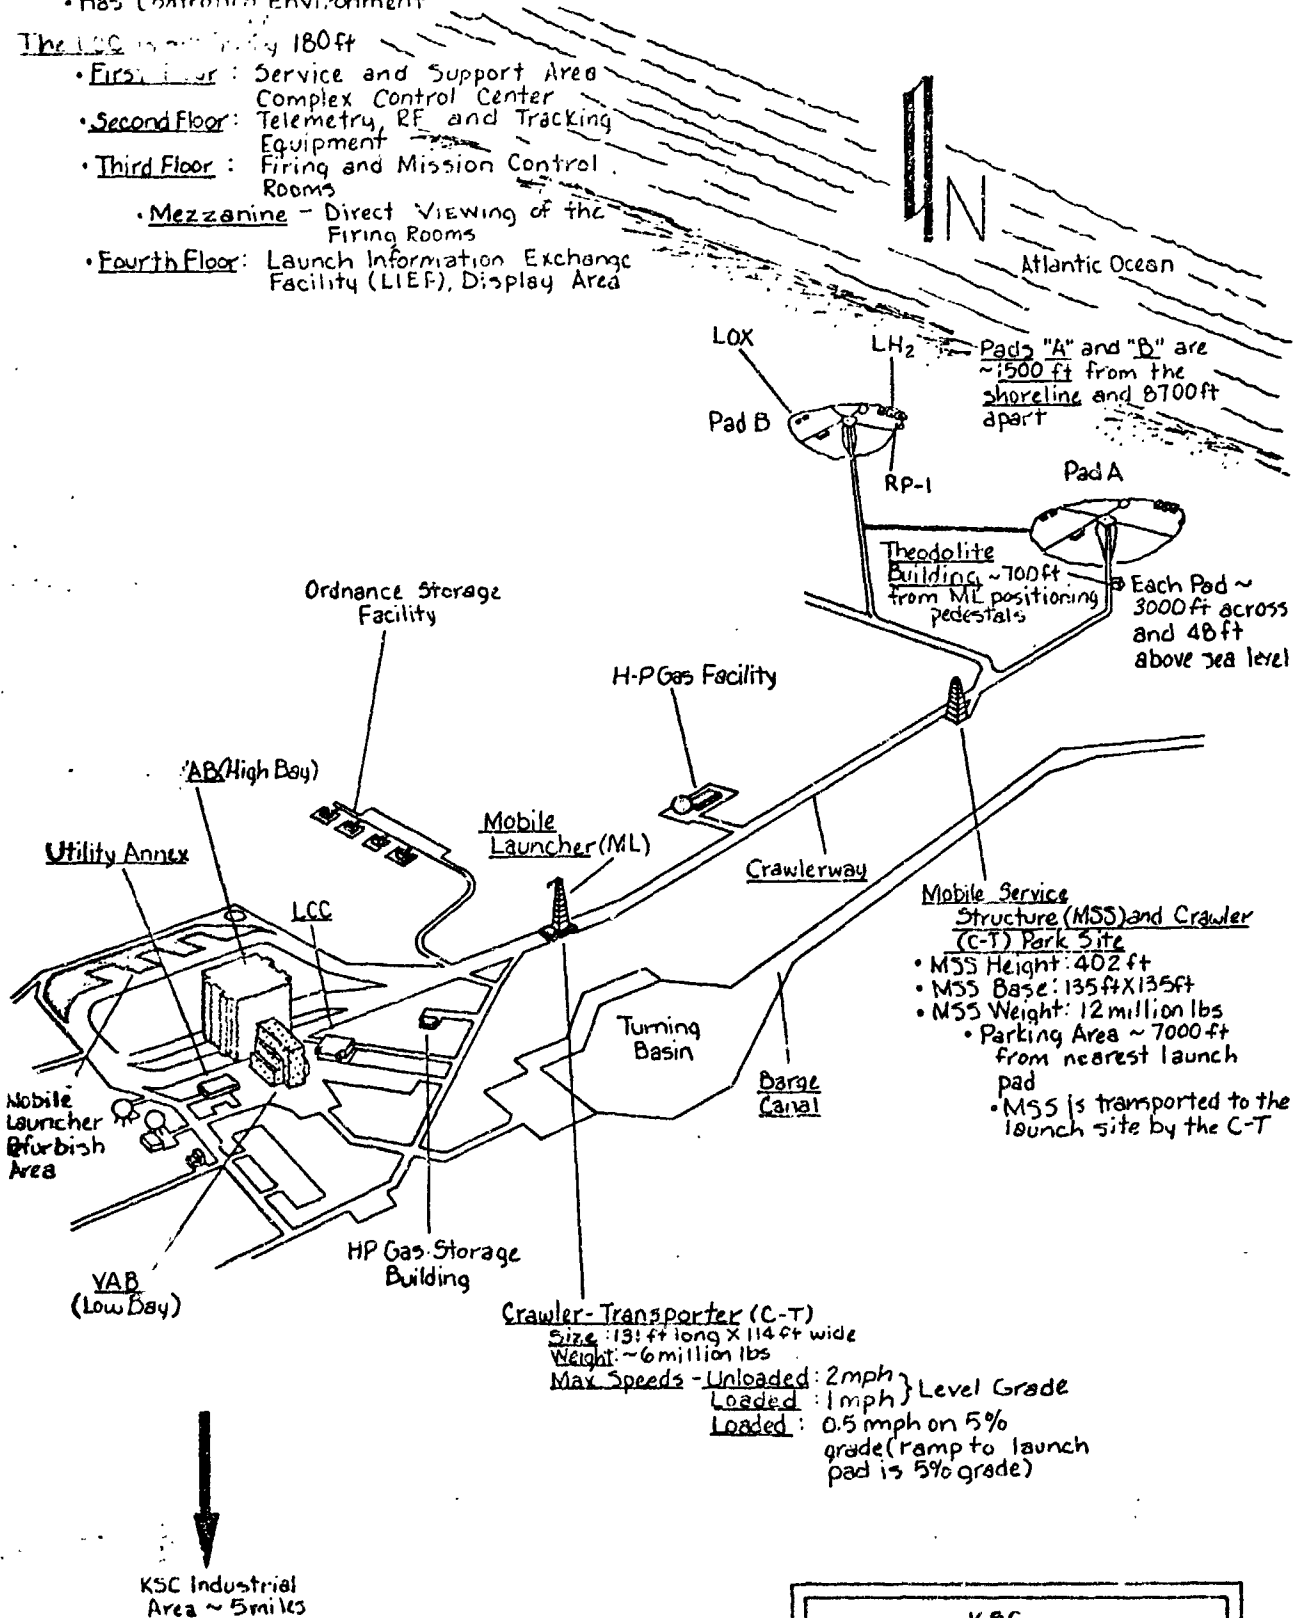 • Has Controlled Environment
The LCC is 180ft
• First Floor : Service and Support Area
Complex Control Center
• Second Floor: Telemetry, RF and Tracking
Equipment
• Third Floor : Firing and Mission Control
Rooms
• Mezzanine - Direct Viewing of the
Firing Rooms
• Fourth Floor: Launch Information Exchange
Facility (LIEF), Display Area
N
Atlantic Ocean
LOX
LH2
Pads "A" and "B" are
~1500 ft from the
shoreline and 8700ft
apart
Pad B
RP-1
Pad A
Theodolite
Building, ~700ft
from ML positioning
pedestals
Each Pad ~
3000ft across
and 48ft
above sea level
Ordnance Storage
Facility
H-P Gas Facility
AB(High Bay)
Mobile
Launcher (ML)
Utility Annex
LCC
Crawlerway
Mobile Service
Structure (MSS) and Crawler
(C-T) Park Site
• MSS Height: 402 ft
• MSS Base: 135ft X 135ft
• MSS Weight: 12 million lbs
• Parking Area ~ 7000ft
from nearest launch
pad
• MSS is transported to the
launch site by the C-T
Turning
Basin
Barge
Canal
Mobile
Launcher
Refurbish
Area
HP Gas Storage
Building
VAB
(Low Bay)
Crawler-Transporter (C-T)
Size : 131 ft long X 114 ft wide
Weight: ~6 million lbs
Max Speeds - Unloaded : 2mph
Loaded : 1mph } Level Grade
Loaded : 0.5 mph on 5%
grade (ramp to launch
pad is 5% grade)
KSC Industrial
Area ~ 5 miles
KSC